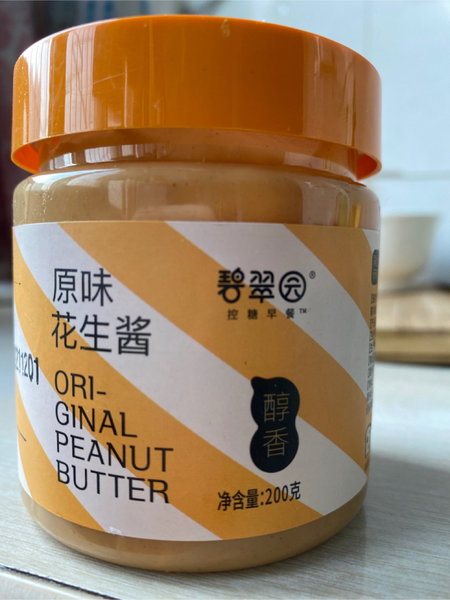 碧翠园®
控糖早餐™
原味
花生酱
ORI-
GINAL
PEANUT
BUTTER
醇香
净含量:200克